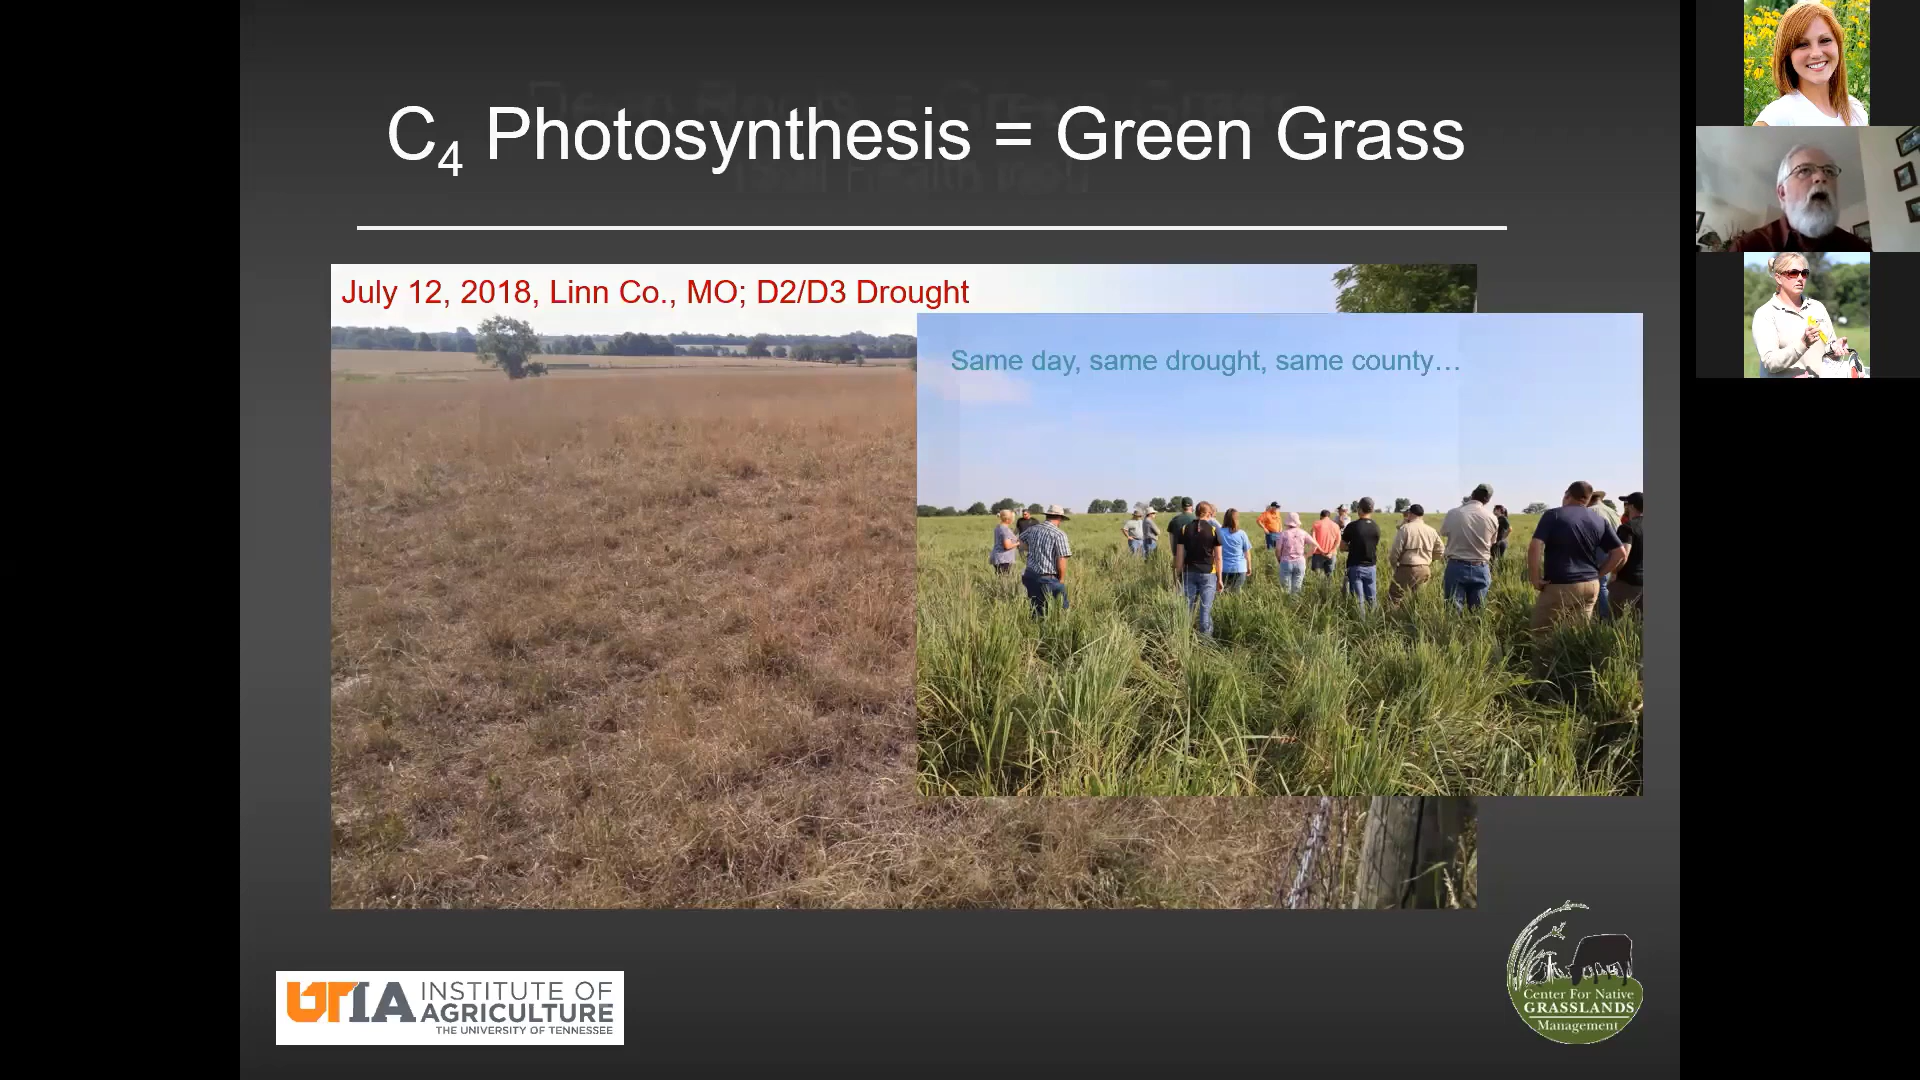 C₄ Photosynthesis = Green Grass
July 12, 2018, Linn Co., MO; D2/D3 Drought
Same day, same drought, same county…
UTIA INSTITUTE OF
AGRICULTURE
THE UNIVERSITY OF TENNESSEE
Center For Native
GRASSLANDS
Management